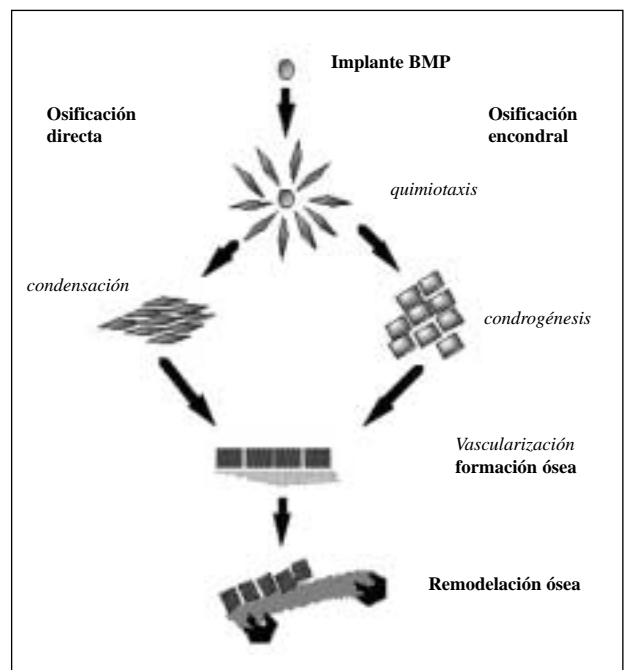 Implante BMP
Osificación
directa
Osificación
encondral
quimiotaxis
condensación
condrogénesis
Vascularización
formación ósea
Remodelación ósea